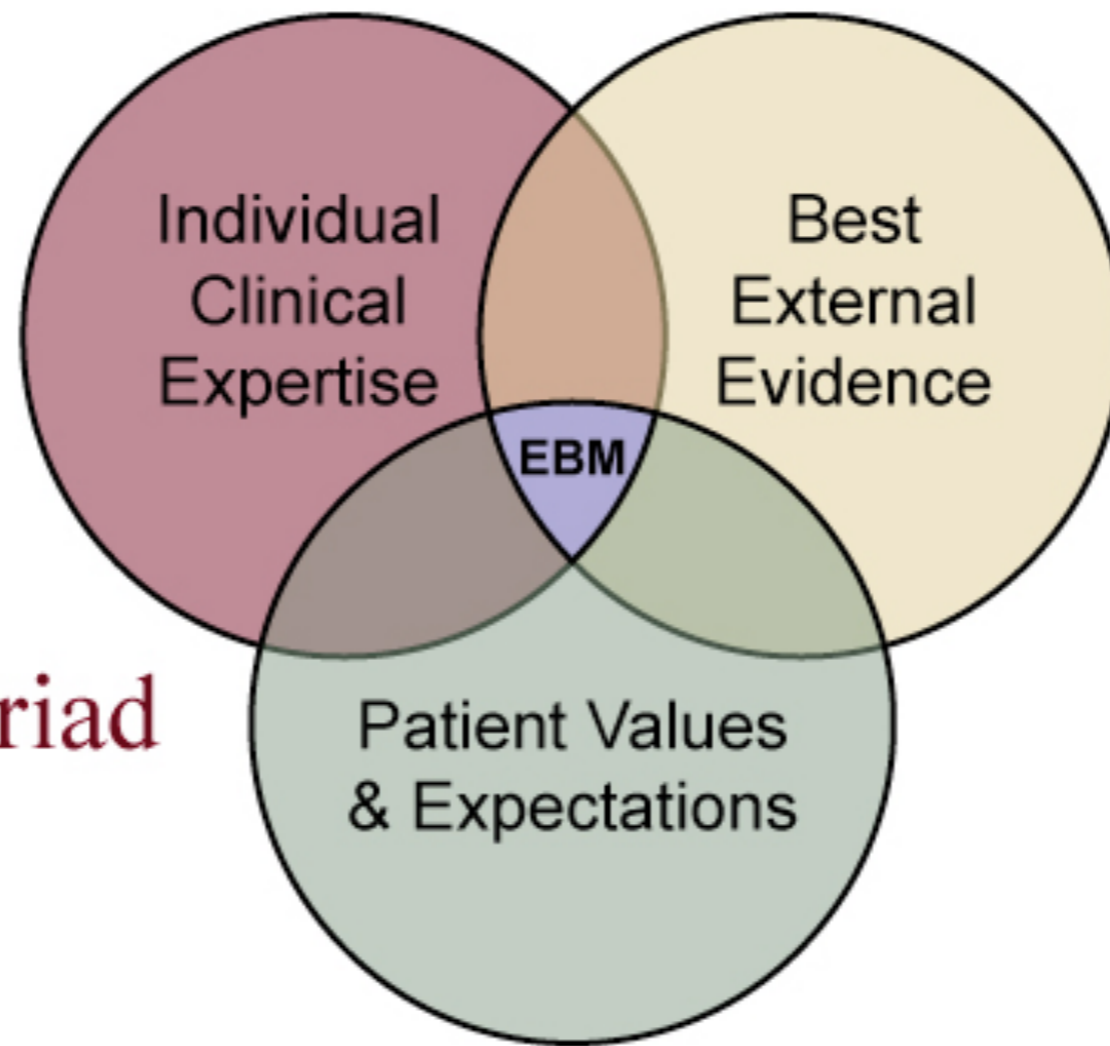 Individual
Clinical
Expertise
Best
External
Evidence
EBM
riad
Patient Values
& Expectations